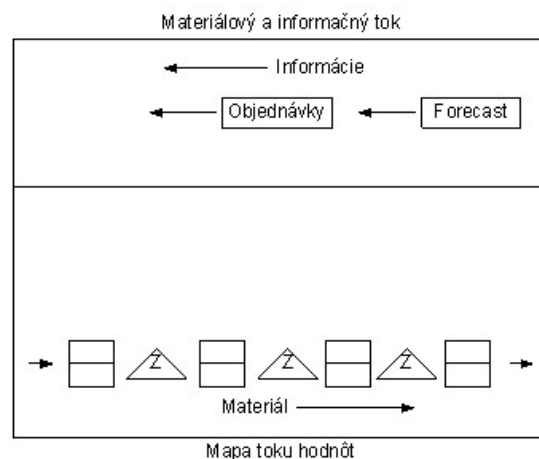 Materiálový a informačný tok
Informácie
Objednávky Forecast
Z Z Z
Materiál
Mapa toku hodnôt